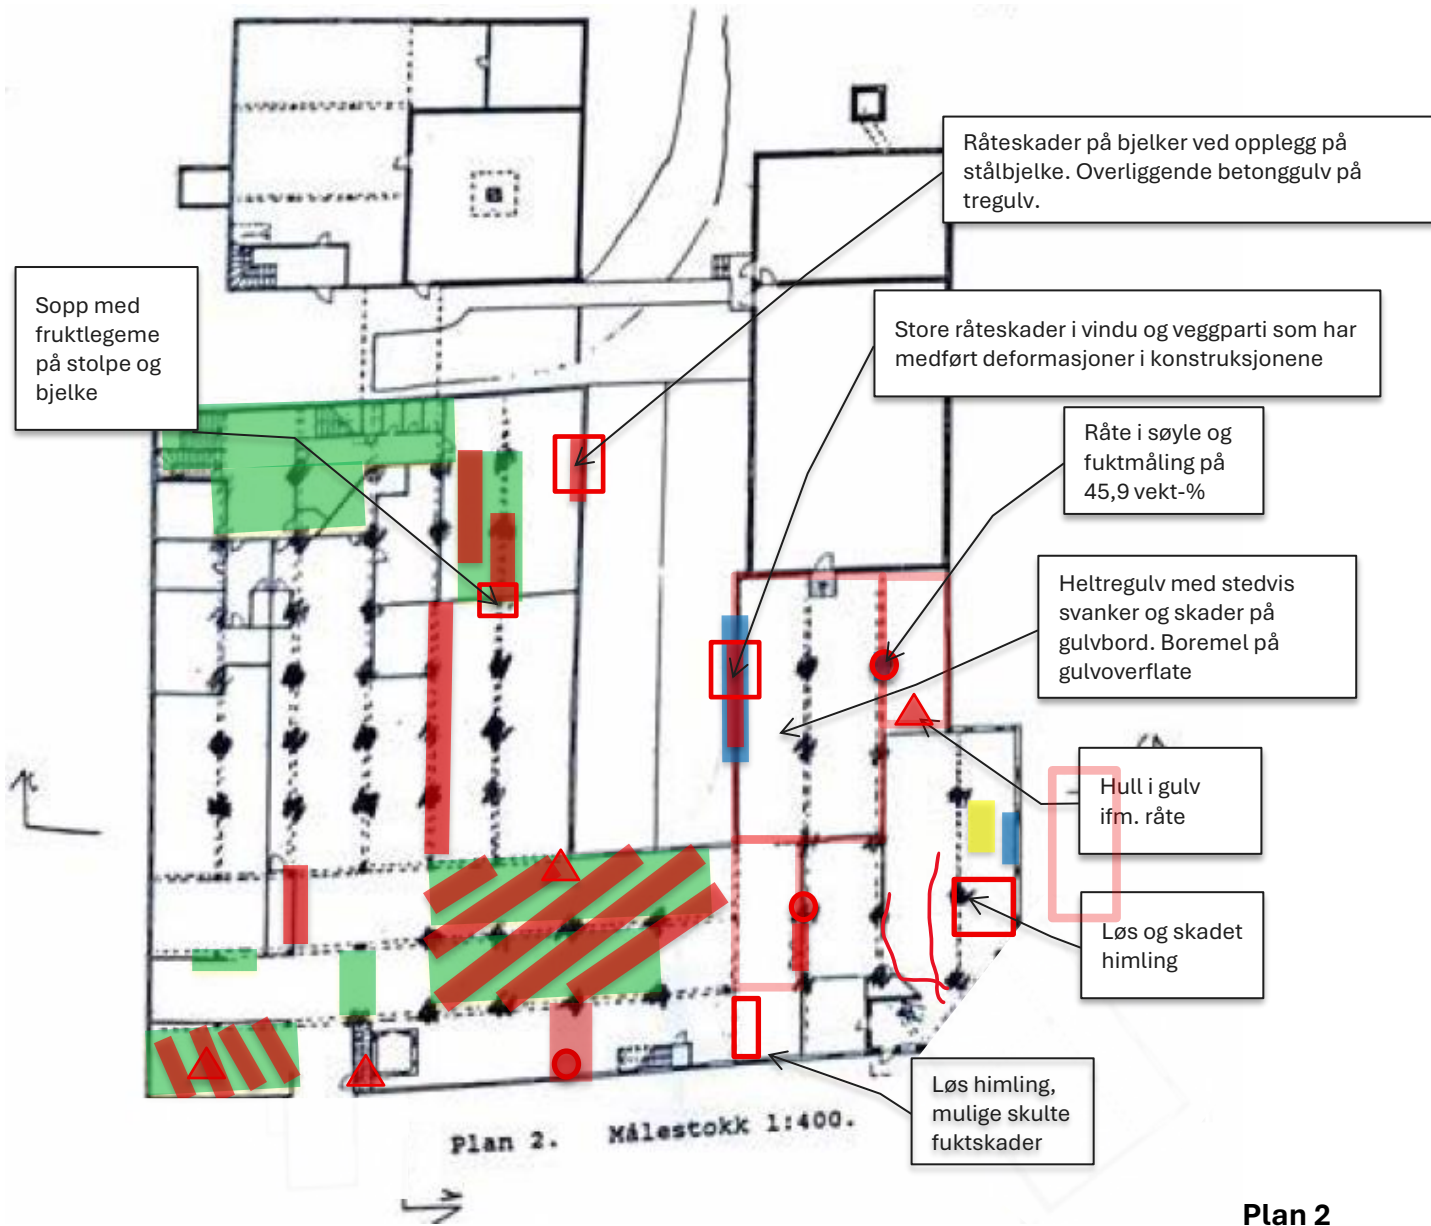 Råteskader på bjelker ved opplegg på
stålbjelke. Overliggende betonggulv på
tregulv.
Sopp med
fruktlegeme
på stolpe og
bjelke
Store råteskader i vindu og veggparti som har
medført deformasjoner i konstruksjonene
Råte i søyle og
fuktmåling på
45,9 vekt-%
Heltregulv med stedvis
svanker og skader på
gulvbord. Boremel på
gulvoverflate
Hull i gulv
ifm. råte
Løs og skadet
himling
Løs himling,
mulige skulte
fuktskader
Plan 2. Målestokk 1:400.
Plan 2